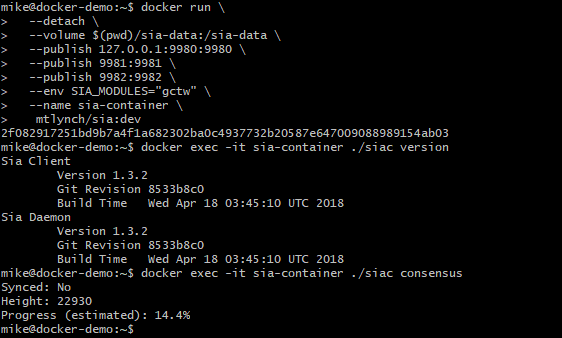 mike@docker-demo:~$ docker run \
>   --detach \
>   --volume $(pwd)/sia-data:/sia-data \
>   --publish 127.0.0.1:9980:9980 \
>   --publish 9981:9981 \
>   --publish 9982:9982 \
>   --env SIA_MODULES="gctw" \
>   --name sia-container \
>    mtlynch/sia:dev
2f082917251bd9b7a4f1a682302ba0c4937732b20587e647009088989154ab03
mike@docker-demo:~$ docker exec -it sia-container ./siac version
Sia Client
        Version 1.3.2
        Git Revision 8533b8c0
        Build Time   Wed Apr 18 03:45:10 UTC 2018
Sia Daemon
        Version 1.3.2
        Git Revision 8533b8c0
        Build Time   Wed Apr 18 03:45:10 UTC 2018
mike@docker-demo:~$ docker exec -it sia-container ./siac consensus
Synced: No
Height: 22930
Progress (estimated): 14.4%
mike@docker-demo:~$